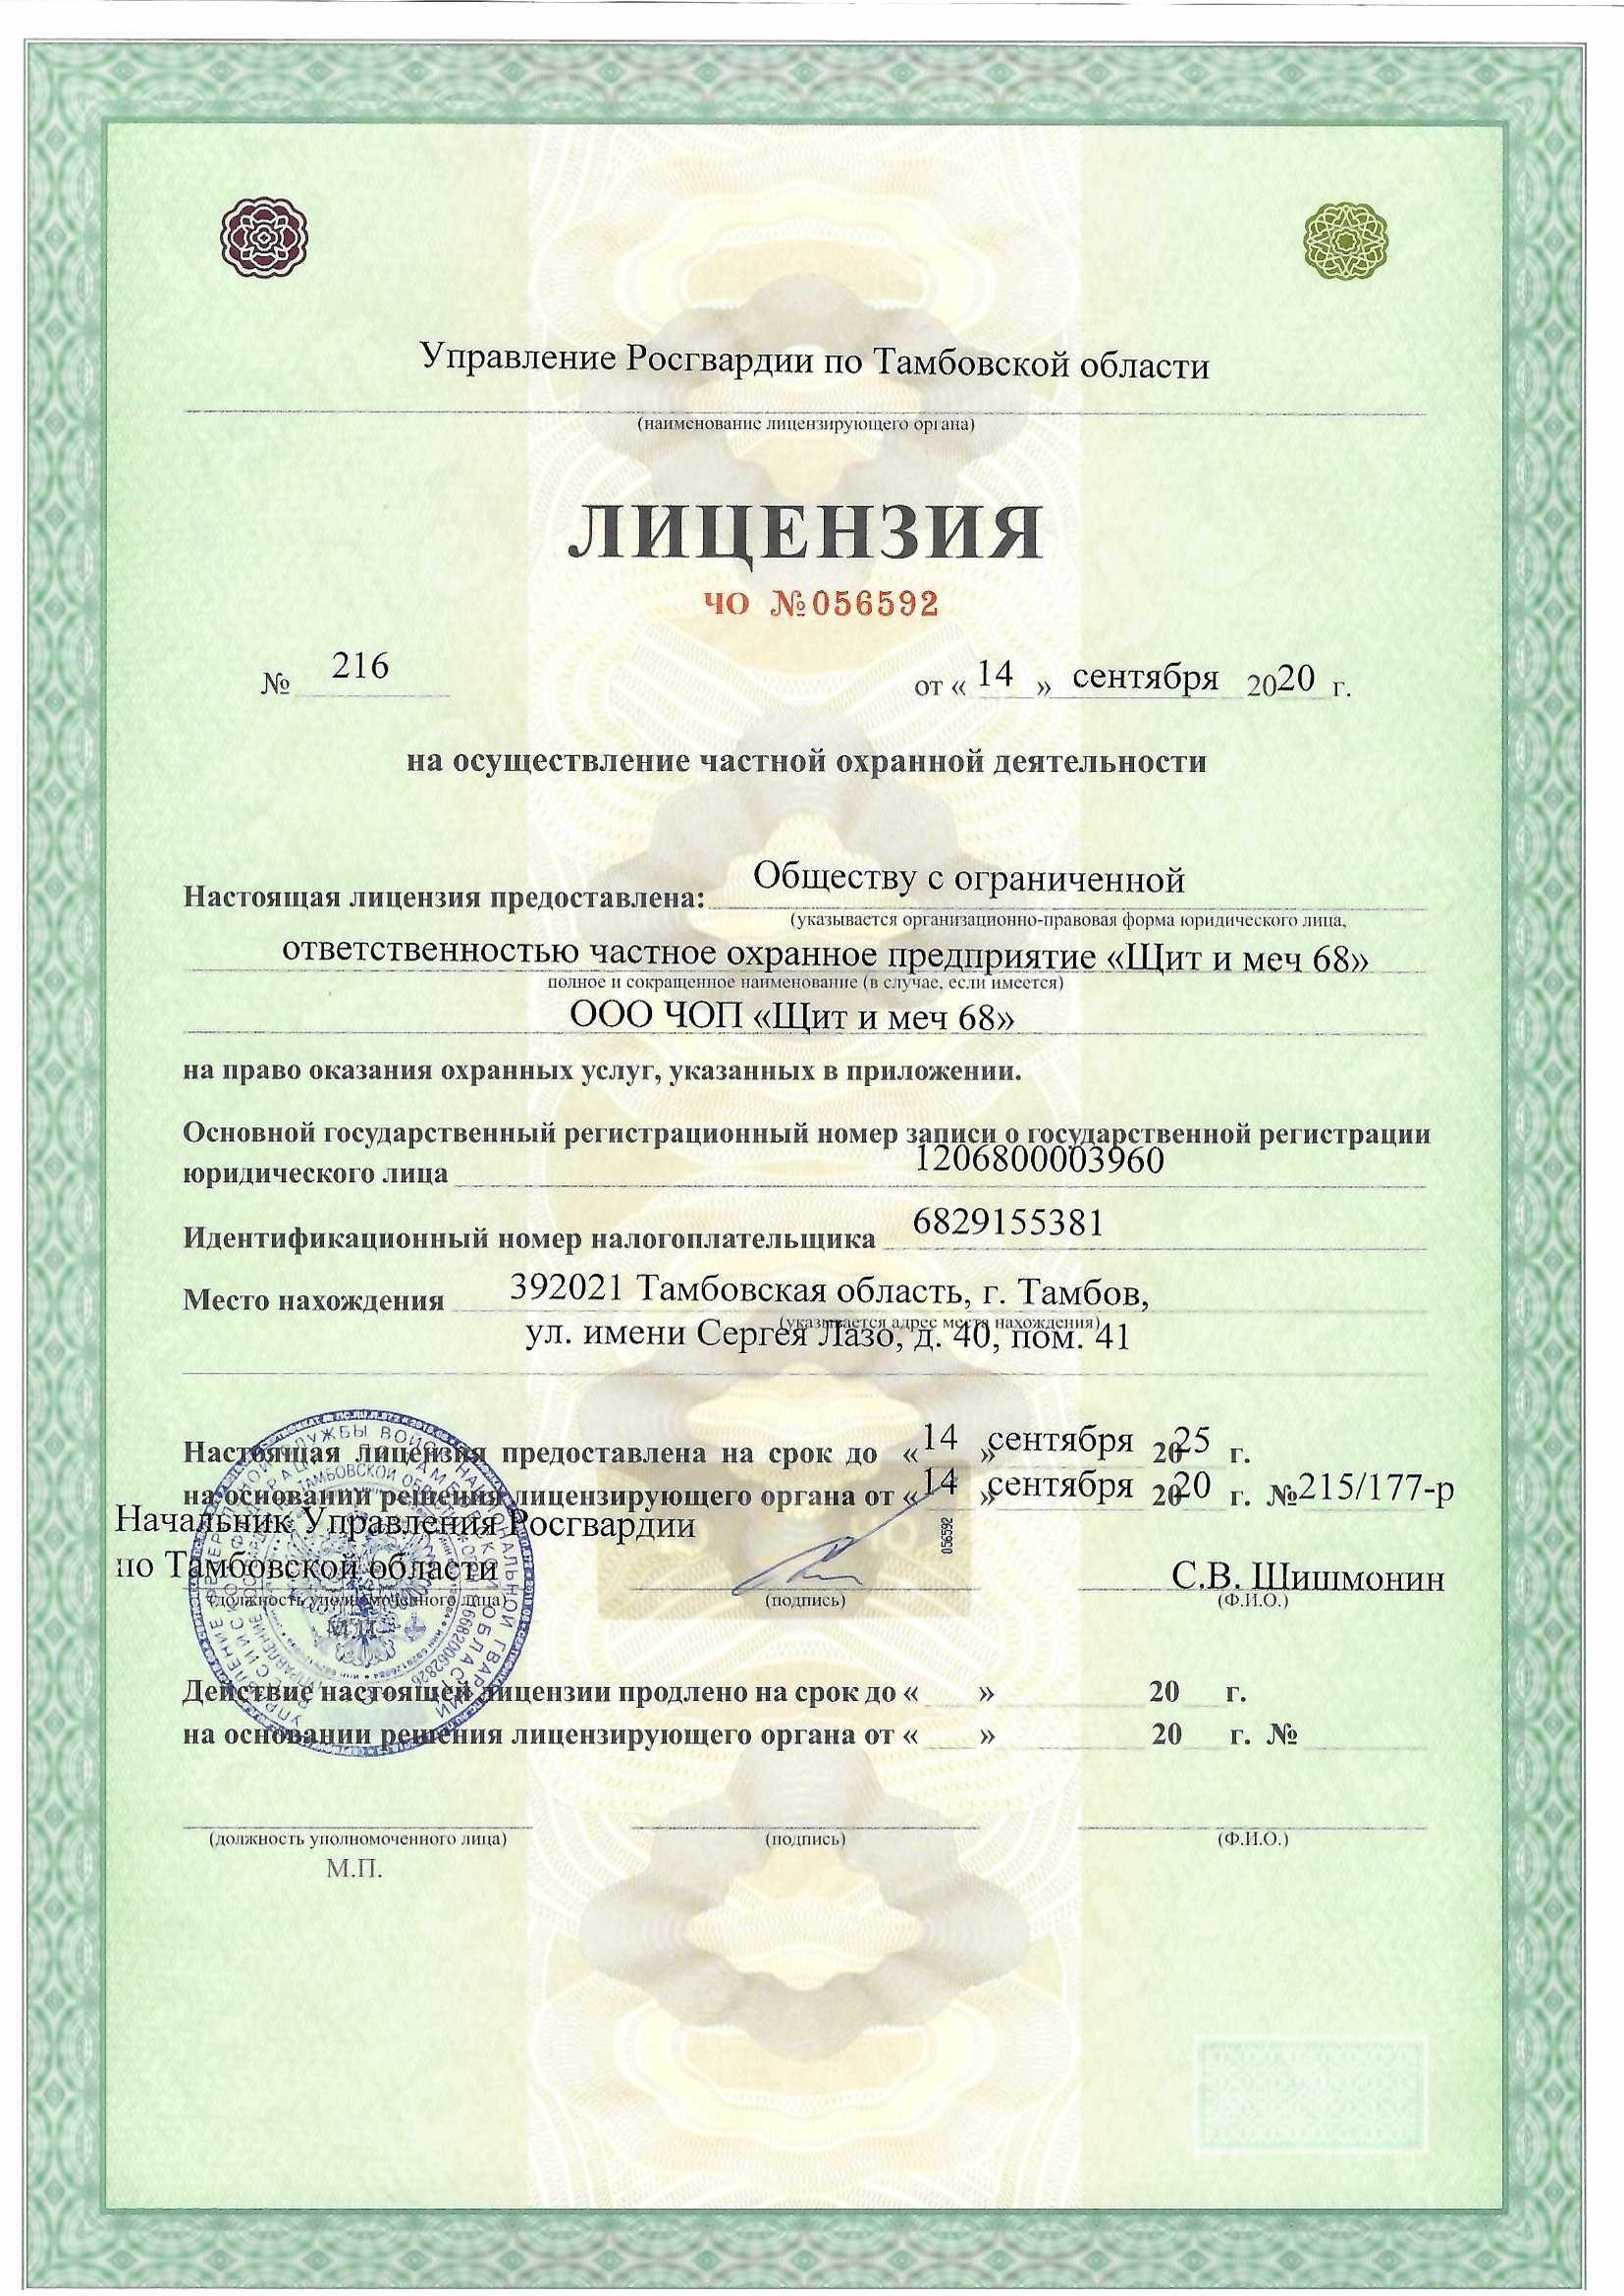 Управление Росгвардии по Тамбовской области
(наименование лицензирующего органа)
ЛИЦЕНЗИЯ
ЧО №056592
№ 216 от « 14 » сентября 2020 г.
на осуществление частной охранной деятельности
Настоящая лицензия предоставлена: Обществу с ограниченной
(указывается организационно-правовая форма юридического лица,
ответственностью частное охранное предприятие «Щит и меч 68»
полное и сокращенное наименование (в случае, если имеется)
ООО ЧОП «Щит и меч 68»
на право оказания охранных услуг, указанных в приложении.
Основной государственный регистрационный номер записи о государственной регистрации
юридического лица 1206800003960
Идентификационный номер налогоплательщика 6829155381
Место нахождения 392021 Тамбовская область, г. Тамбов,
(указывается адрес места нахождения)
ул. имени Сергея Лазо, д. 40, пом. 41
Настоящая лицензия предоставлена на срок до «14 » сентября 2025 г.
на основании решения лицензирующего органа от «14 » сентября 2020 г. №215/177-р
Начальник Управления Росгвардии
по Тамбовской области
056592
С.В. Шишмонин
(должность уполномоченного лица) (подпись) (Ф.И.О.)
М.П.
Действие настоящей лицензии продлено на срок до « » 20 г.
на основании решения лицензирующего органа от « » 20 г. №
(должность уполномоченного лица) (подпись) (Ф.И.О.)
М.П.